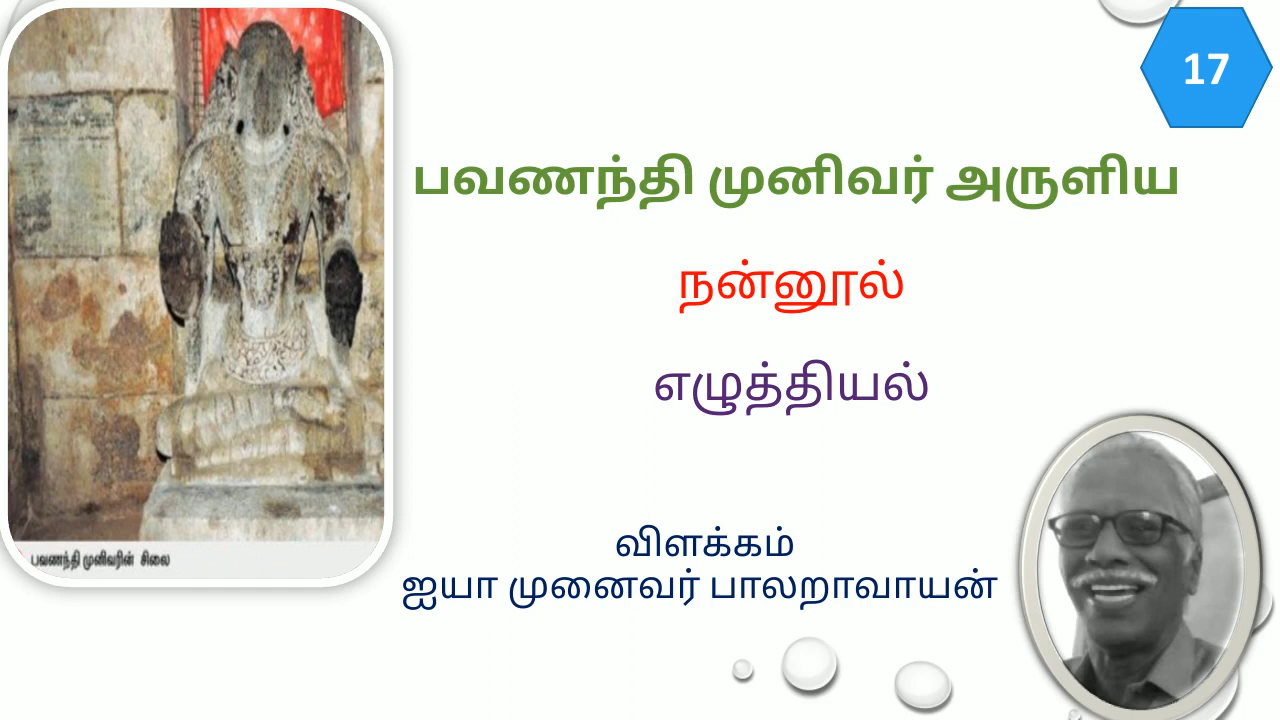 17
பவணந்தி முனிவர் அருளிய
நன்னூல்
எழுத்தியல்
விளக்கம்
ஐயா முனைவர் பாலறாவாயன்
பவணந்தி முனிவரின் சிலை